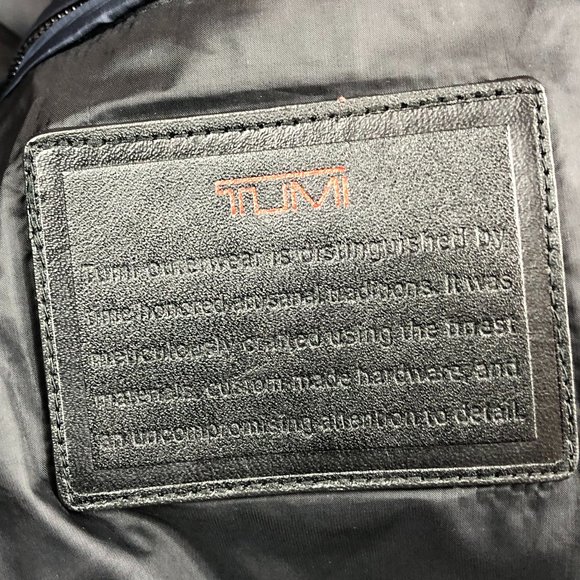 TUMI
Tumi outerwear is distinguished by
time honored artisanal traditions. It was
meticulously crafted using the finest
materials, custom made hardware, and
an uncompromising attention to detail.